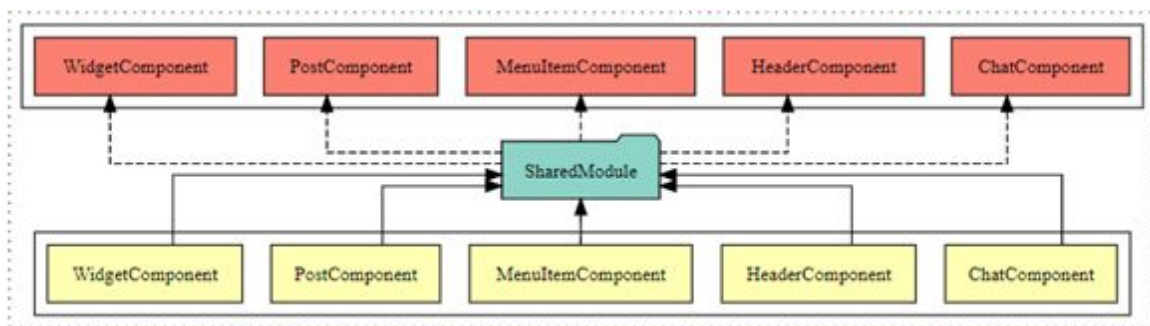 WidgetComponent
PostComponent
MenuItemComponent
HeaderComponent
ChatComponent
SharedModule
WidgetComponent
PostComponent
MenuItemComponent
HeaderComponent
ChatComponent